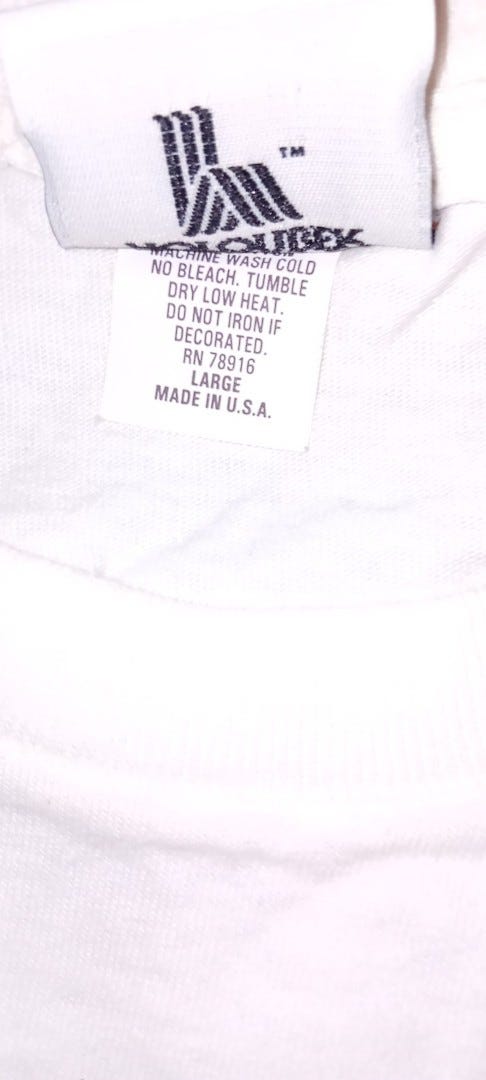 TM
MACHINE WASH COLD
NO BLEACH. TUMBLE
DRY LOW HEAT.
DO NOT IRON IF
DECORATED.
RN 78916
LARGE
MADE IN U.S.A.